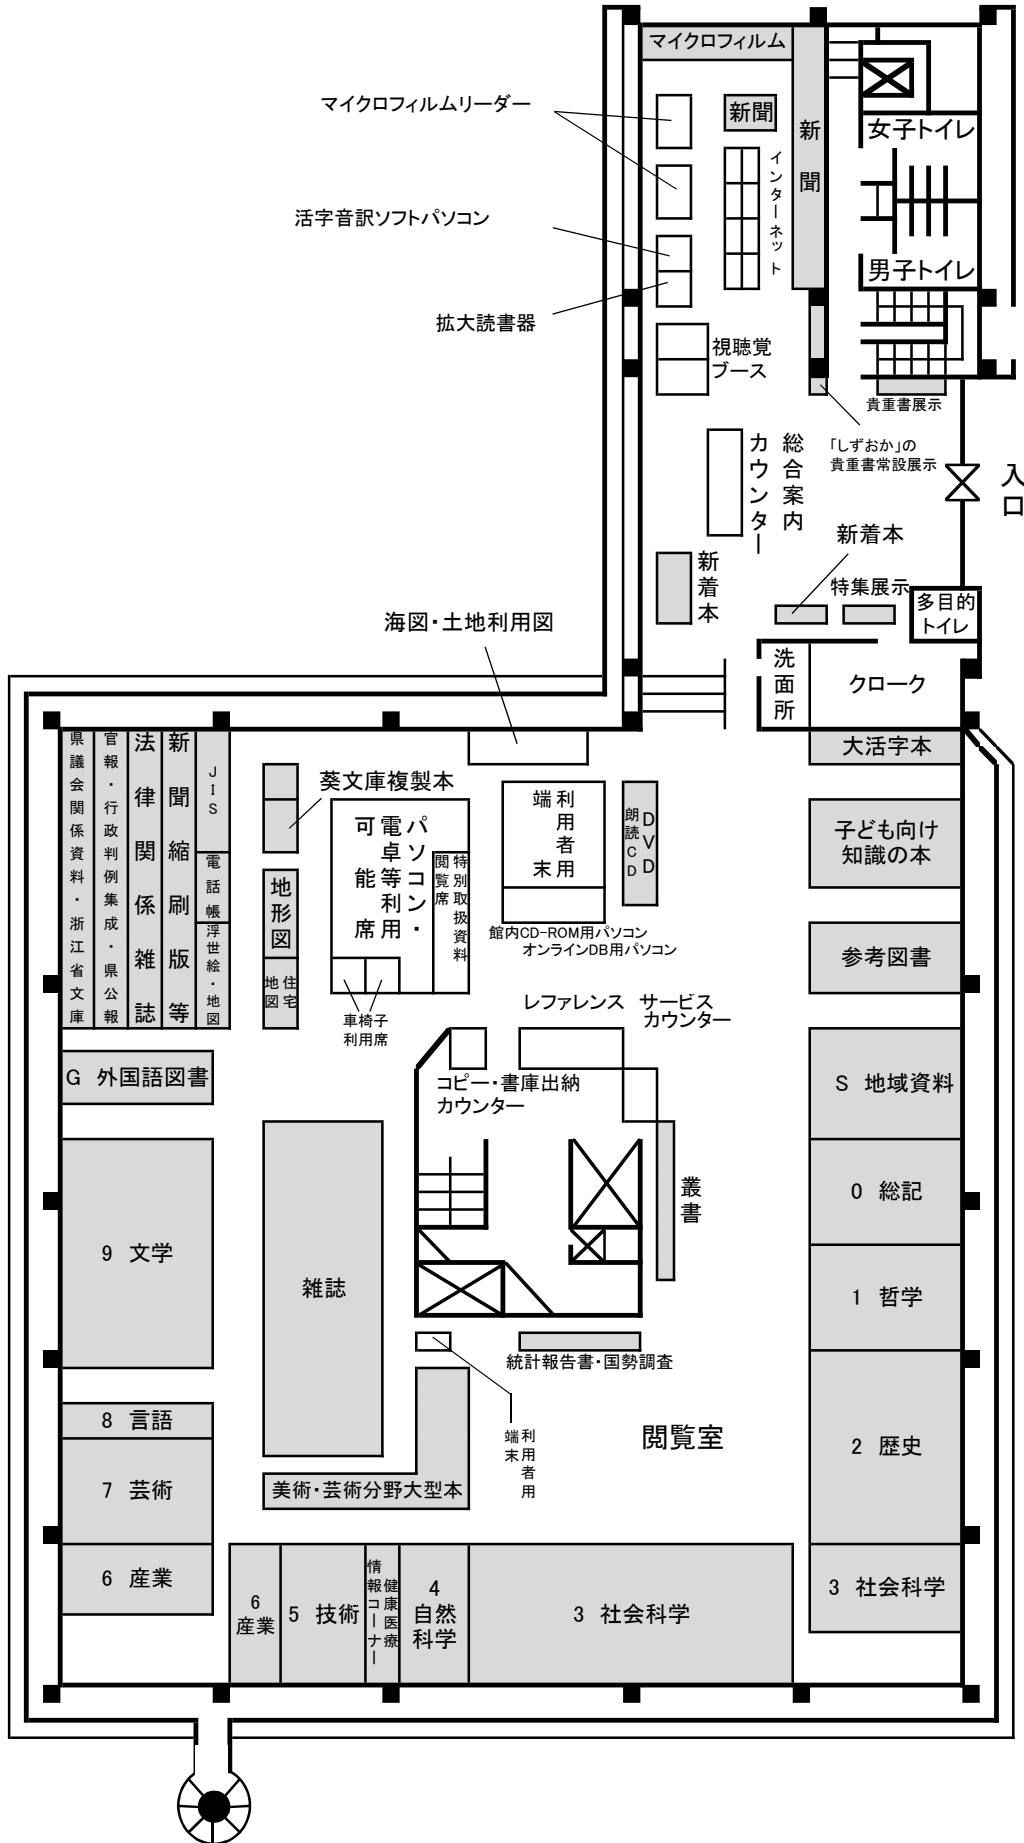 マイクロフィルム
マイクロフィルムリーダー
新聞
新聞
インターネット
女子トイレ
活字音訳ソフトパソコン
男子トイレ
拡大読書器
視聴覚
ブース
貴重書展示
「しずおか」の
貴重書常設展示
総合案内
カウンター
入口
新着本
新着本
特集展示
多目的
トイレ
海図・土地利用図
洗面所
クローク
県議会関係資料・浙江省文庫
官報・行政判例集成・県公報
法律関係雑誌
新聞縮刷版等
JIS
電話帳
浮世絵・地図
葵文庫複製本
地形図
住宅
地図
パソコン・
電卓等利用
可能席
特別取扱資料
閲覧席
車椅子
利用席
利用者用
端末
館内CD-ROM用パソコン
オンラインDB用パソコン
DVD
朗読CD
大活字本
子ども向け
知識の本
参考図書
レファレンス サービス
カウンター
コピー・書庫出納
カウンター
G 外国語図書
S 地域資料
0 総記
叢書
9 文学
雑誌
1 哲学
統計報告書・国勢調査
利用者用
端末
閲覧室
2 歴史
8 言語
7 芸術
美術・芸術分野大型本
6 産業
6
産業
5 技術
健康医療
情報コーナー
4
自然
科学
3 社会科学
3 社会科学